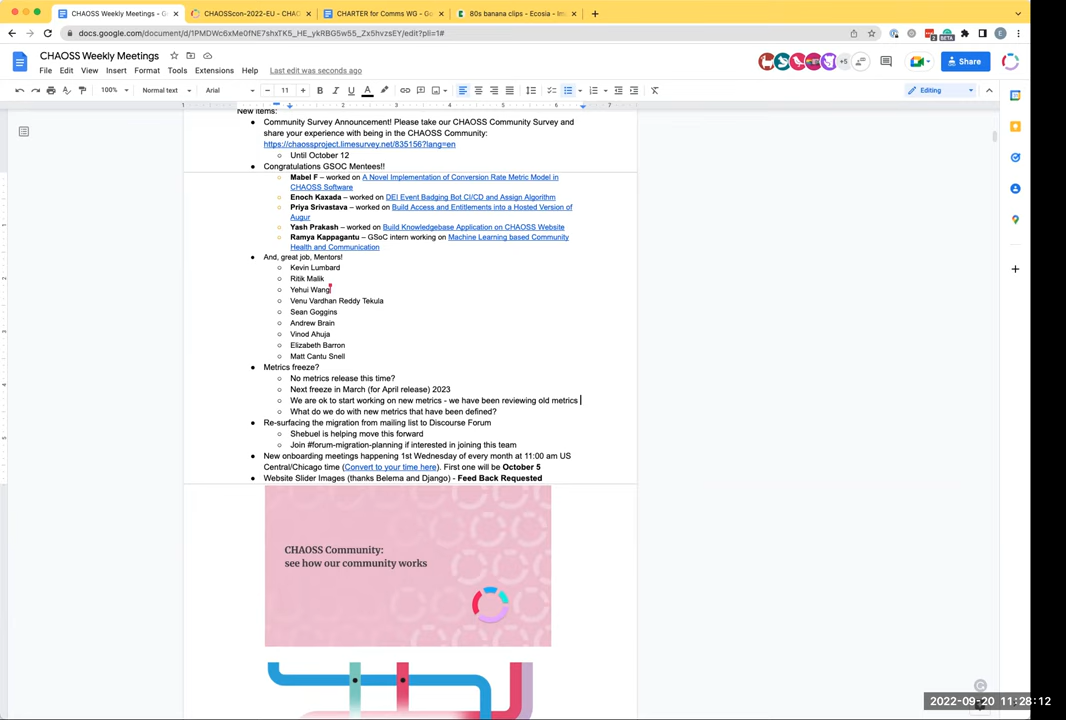 CHAOSS Weekly Meetings - G
CHAOSScon-2022-EU - CHAC
CHARTER for Comms WG - Go
80s banana clips - Ecosia - Im
docs.google.com/document/d/1PMDWc6xMe0fNE7shxTK5_HE_ykRBG5w55_Zx5hvzsEY/edit?pli=1#
CHAOSS Weekly Meetings
File Edit View Insert Format Tools Extensions Help Last edit was seconds ago
+5
Share
100% Normal text Arial 11 Editing
New items:
Community Survey Announcement! Please take our CHAOSS Community Survey and
share your experience with being in the CHAOSS Community:
https://chaossproject.limesurvey.net/835156?lang=en
Until October 12
Congratulations GSOC Mentees!!
Mabel F – worked on A Novel Implementation of Conversion Rate Metric Model in
CHAOSS Software
Enoch Kaxada – worked on DEI Event Badging Bot CI/CD and Assign Algorithm
Priya Srivastava – worked on Build Access and Entitlements into a Hosted Version of
Augur
Yash Prakash – worked on Build Knowledgebase Application on CHAOSS Website
Ramya Kappagantu – GSoC intern working on Machine Learning based Community
Health and Communication
And, great job, Mentors!
Kevin Lumbard
Ritik Malik
Yehui Wang
Venu Vardhan Reddy Tekula
Sean Goggins
Andrew Brain
Vinod Ahuja
Elizabeth Barron
Matt Cantu Snell
Metrics freeze?
No metrics release this time?
Next freeze in March (for April release) 2023
We are ok to start working on new metrics - we have been reviewing old metrics
What do we do with new metrics that have been defined?
Re-surfacing the migration from mailing list to Discourse Forum
Shebuel is helping move this forward
Join #forum-migration-planning if interested in joining this team
New onboarding meetings happening 1st Wednesday of every month at 11:00 am US
Central/Chicago time (Convert to your time here). First one will be October 5
Website Slider Images (thanks Belema and Django) - Feed Back Requested
CHAOSS Community:
see how our community works
2022-09-20 11:28:12